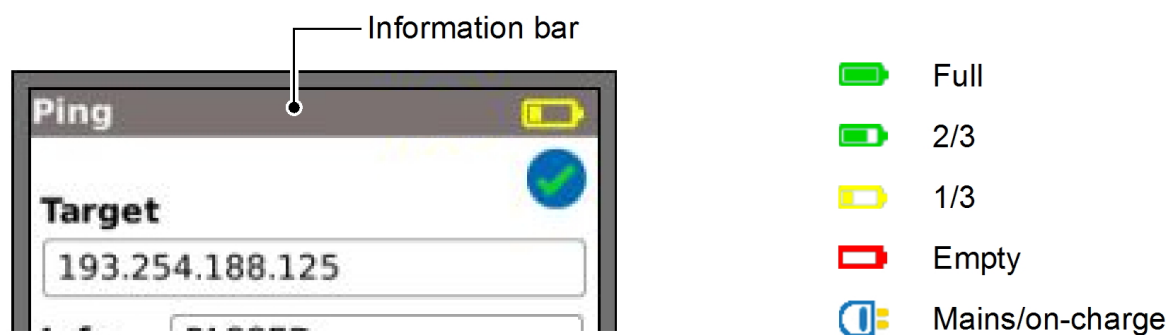 Information bar
Ping
Target
193.254.188.125
Full
2/3
1/3
Empty
Mains/on-charge